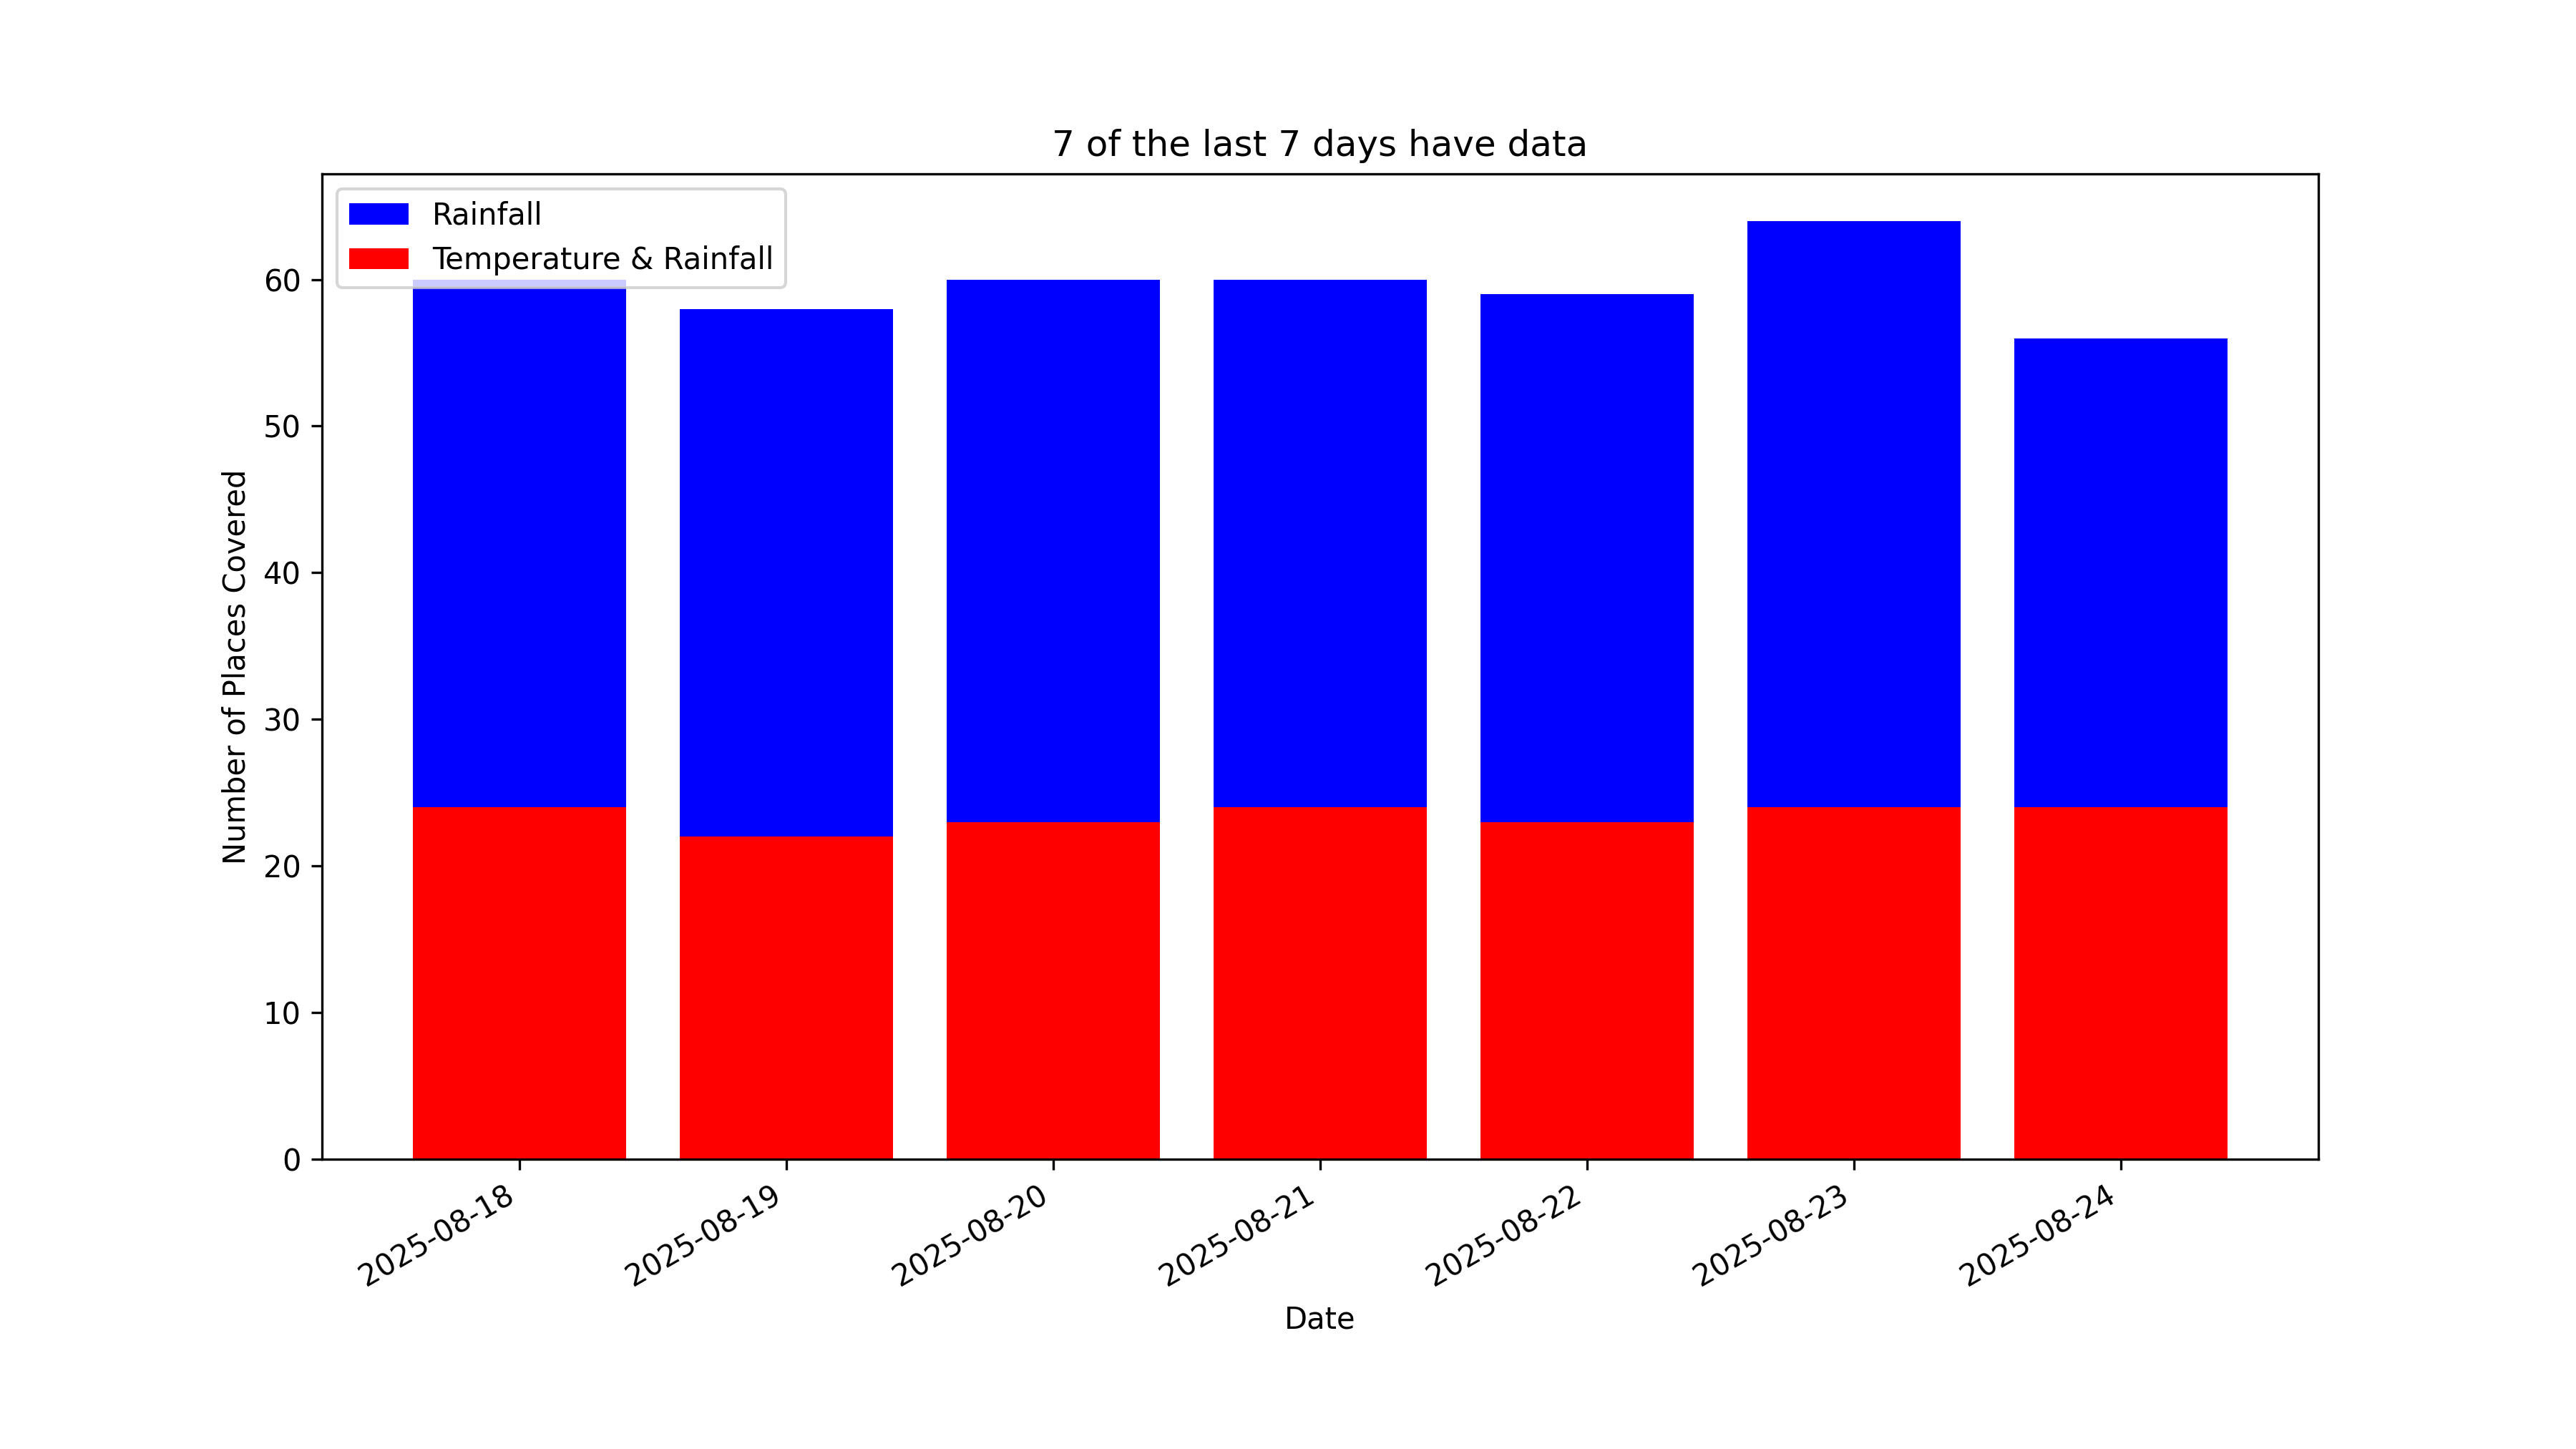 7 of the last 7 days have data
Rainfall
Temperature & Rainfall
Number of Places Covered
60
50
40
30
20
10
0
2025-08-18
2025-08-19
2025-08-20
2025-08-21
2025-08-22
2025-08-23
2025-08-24
Date